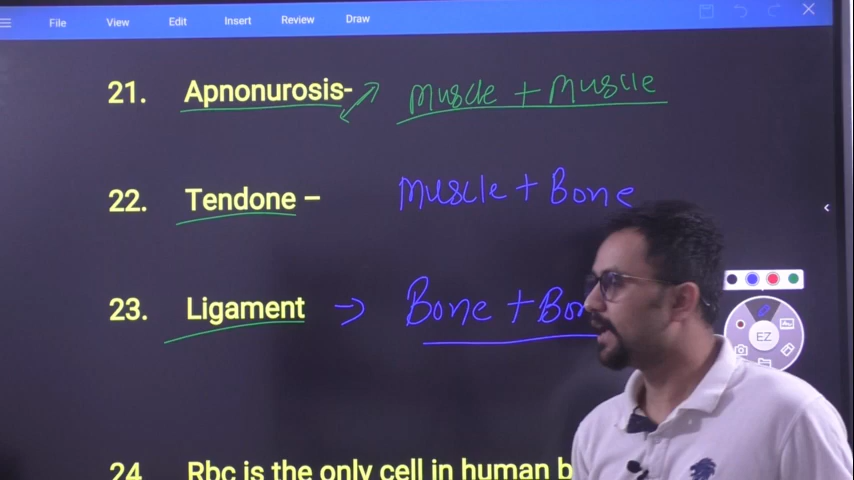 File View Edit Insert Review Draw
21. Apnonurosis- Muscle + Muscle
22. Tendone – Muscle + Bone
23. Ligament → Bone + Bon
24 Rbc is the only cell in human b
EZ